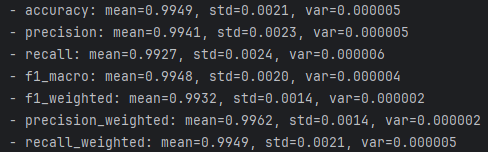 - accuracy: mean=0.9949, std=0.0021, var=0.000005
- precision: mean=0.9941, std=0.0023, var=0.000005
- recall: mean=0.9927, std=0.0024, var=0.000006
- f1_macro: mean=0.9948, std=0.0020, var=0.000004
- f1_weighted: mean=0.9932, std=0.0014, var=0.000002
- precision_weighted: mean=0.9962, std=0.0014, var=0.000002
- recall_weighted: mean=0.9949, std=0.0021, var=0.000005